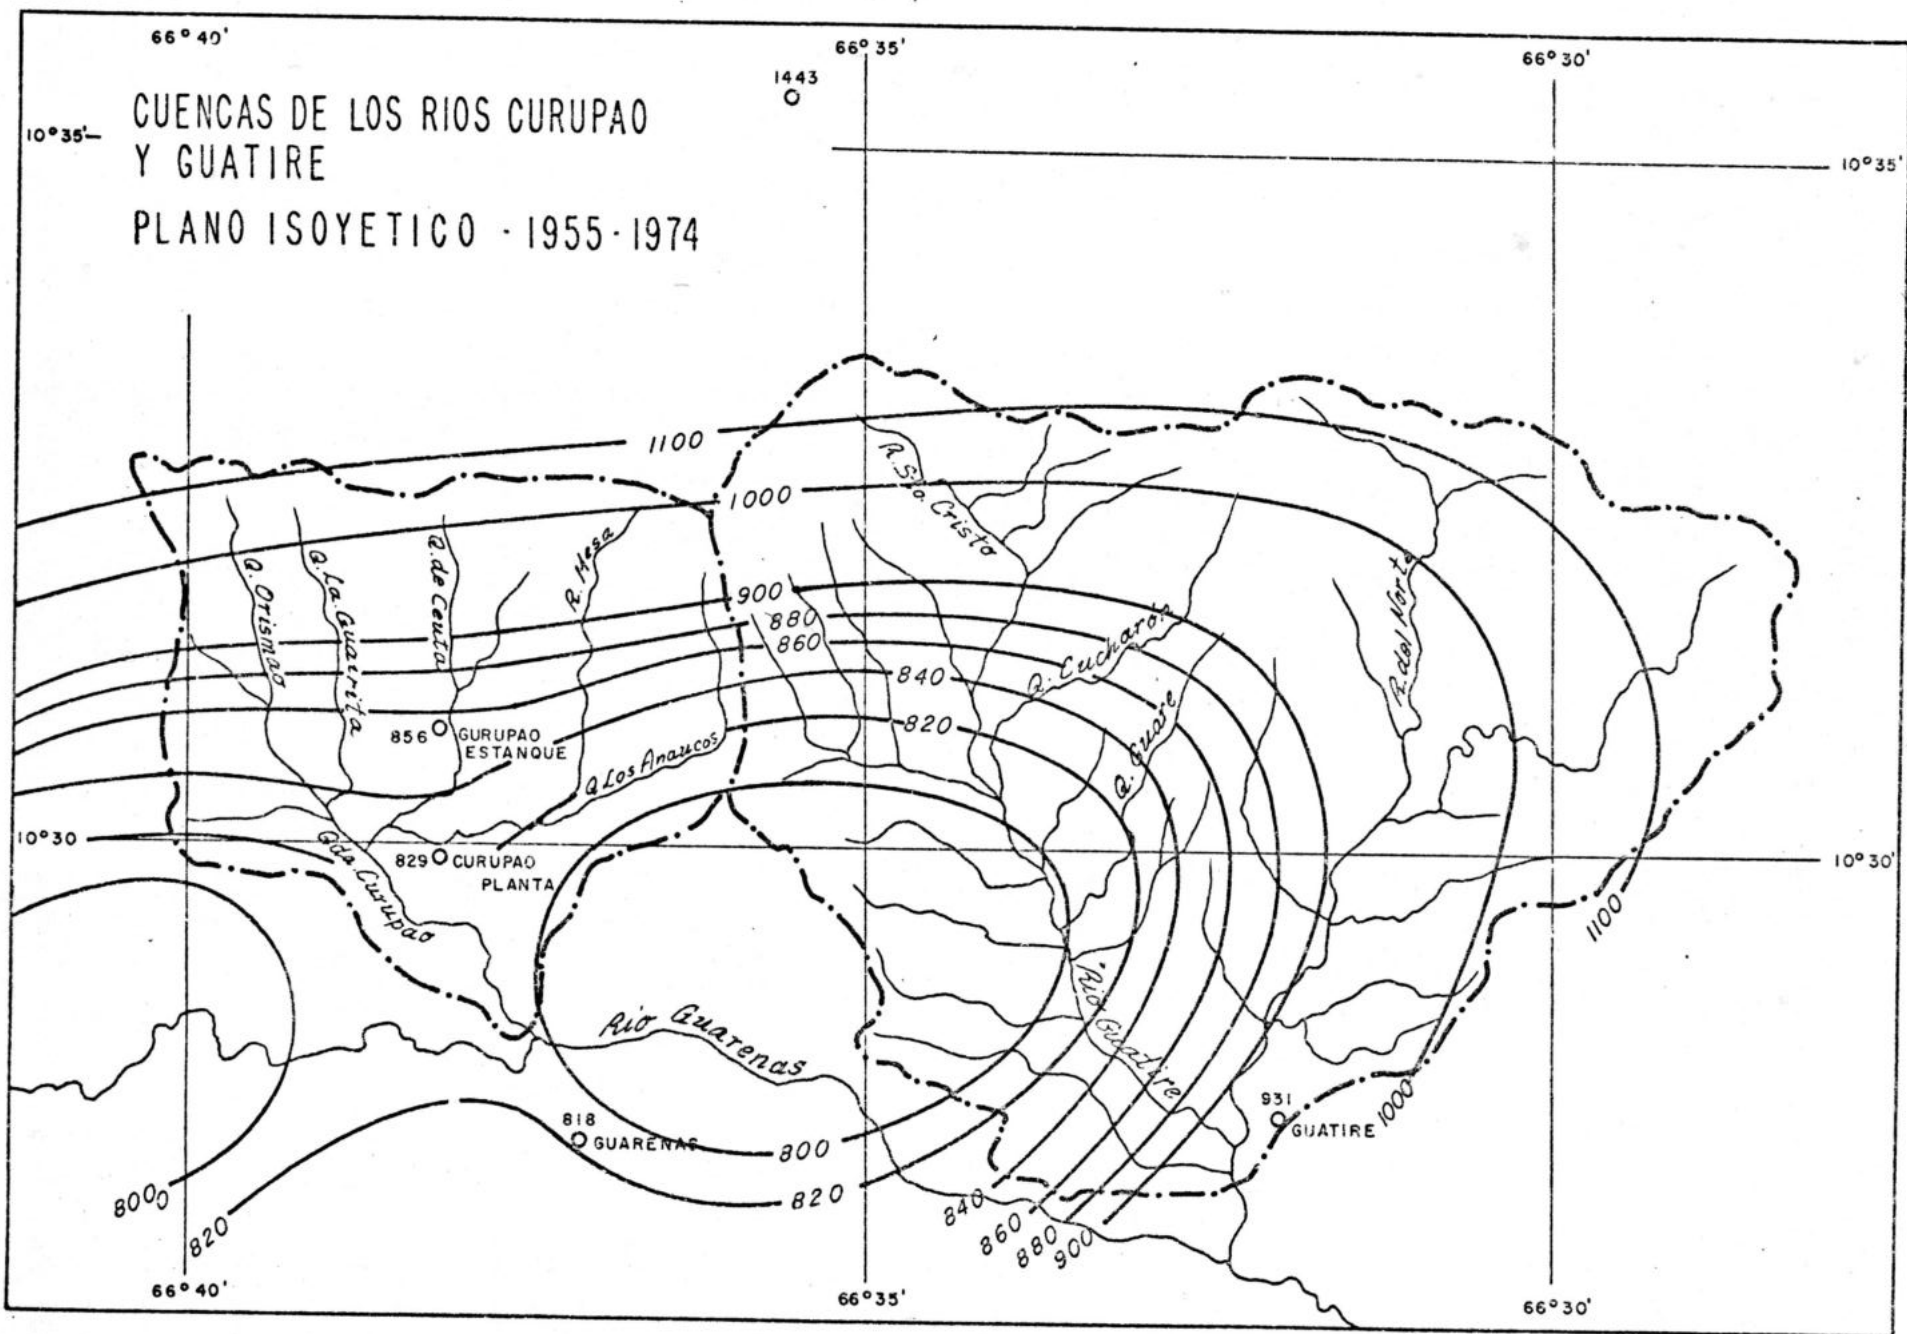 66° 40'
66° 35'
66° 30'
1443
CUENCAS DE LOS RIOS CURUPAO
Y GUATIRE
PLANO ISOYETICO - 1955 - 1974
10° 35'
10° 35'
1100
1000
900
880
860
840
820
R. Sto. Cristo
Q. Orismao
Q. La Guairita
Q. de Ceuta
R. Mesa
Q. Cucharón
R. del Norte
Q. Guare
856
GURUPAO
ESTANQUE
Q. Los Anaucos
10° 30
829
CURUPAO
PLANTA
10° 30'
Qda. Curupao
1100
Río Guarenas
Río Guatire
818
GUARENAS
931
GUATIRE
1000
800
820
8000
820
840
860
880
900
66° 40'
66° 35'
66° 30'